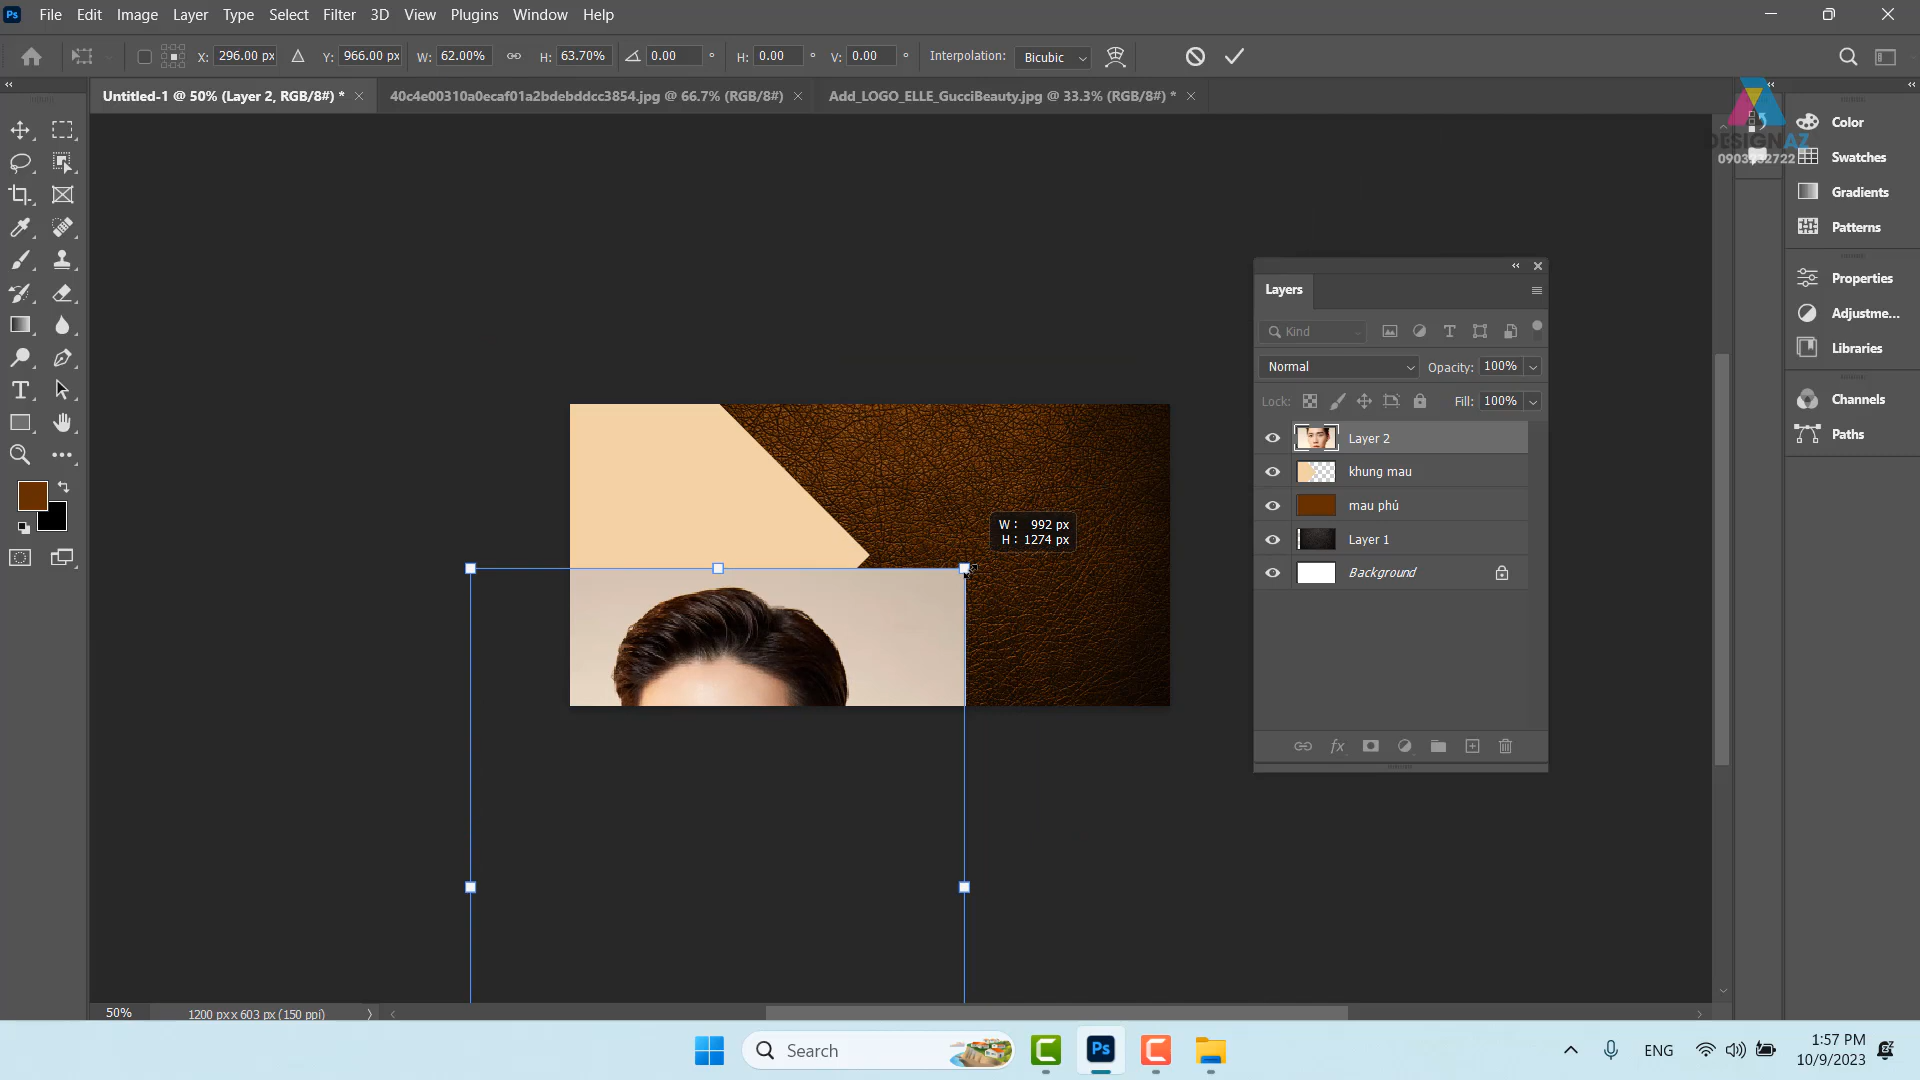 Ps File Edit Image Layer Type Select Filter 3D View Plugins Window Help
X: 296.00 px Y: 966.00 px W: 62.00% H: 63.70% 0.00 ° H: 0.00 ° V: 0.00 ° Interpolation: Bicubic
Untitled-1 @ 50% (Layer 2, RGB/8#) * 40c4e00310a0ecaf01a2bdebddcc3854.jpg @ 66.7% (RGB/8#) Add_LOGO_ELLE_GucciBeauty.jpg @ 33.3% (RGB/8#) *
DESIGNAZ
Color
Swatches
Gradients
Patterns
Properties
Adjustme...
Libraries
Channels
Paths
Layers
Kind
Normal Opacity: 100%
Lock: Fill: 100%
Layer 2
khung mau
mau phủ
Layer 1
Background
fx
W : 992 px
H : 1274 px
50% 1200 px x 603 px (150 ppi)
Search
Ps
ENG
1:57 PM
10/9/2023